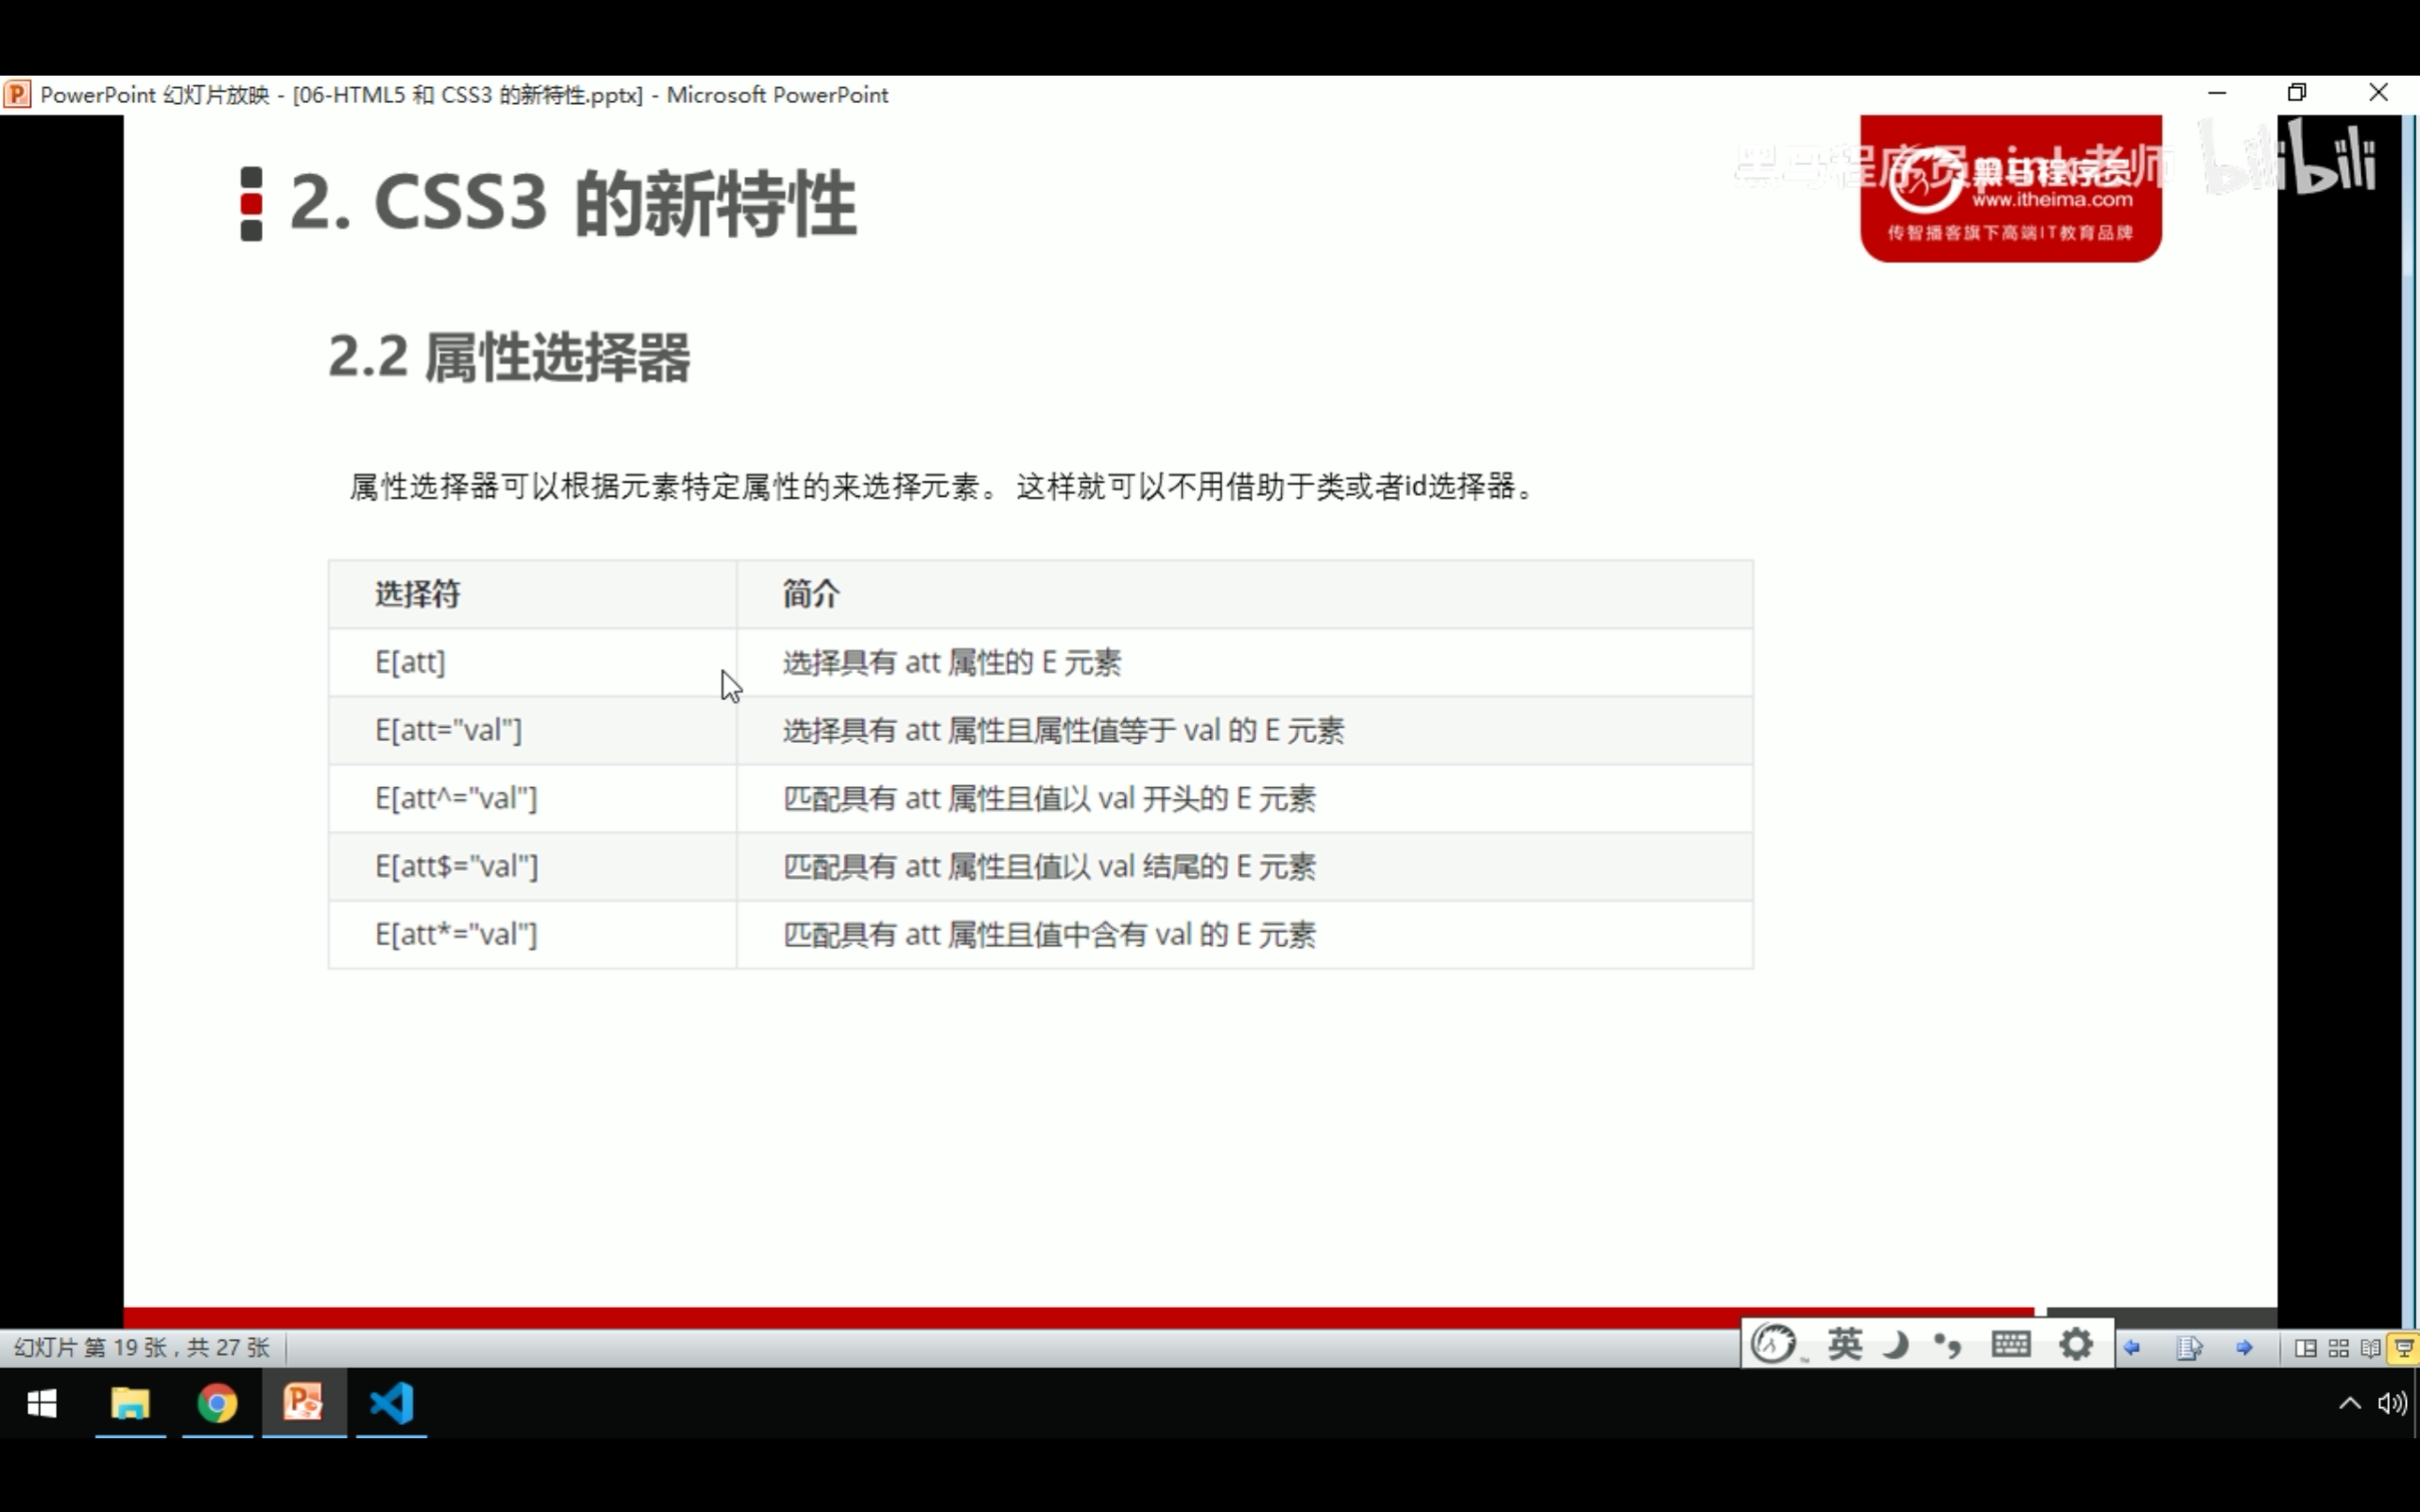 PowerPoint 幻灯片放映 - [06-HTML5 和 CSS3 的新特性.pptx] - Microsoft PowerPoint
黑马程序员pink老师 bilibili
2. CSS3 的新特性
黑马程序员
www.itheima.com
传智播客旗下高端IT教育品牌
2.2 属性选择器
属性选择器可以根据元素特定属性的来选择元素。 这样就可以不用借助于类或者id选择器。
选择符 简介
E[att] 选择具有 att 属性的 E 元素
E[att="val"] 选择具有 att 属性且属性值等于 val 的 E 元素
E[att^="val"] 匹配具有 att 属性且值以 val 开头的 E 元素
E[att$="val"] 匹配具有 att 属性且值以 val 结尾的 E 元素
E[att*="val"] 匹配具有 att 属性且值中含有 val 的 E 元素
幻灯片 第 19 张，共 27 张
英